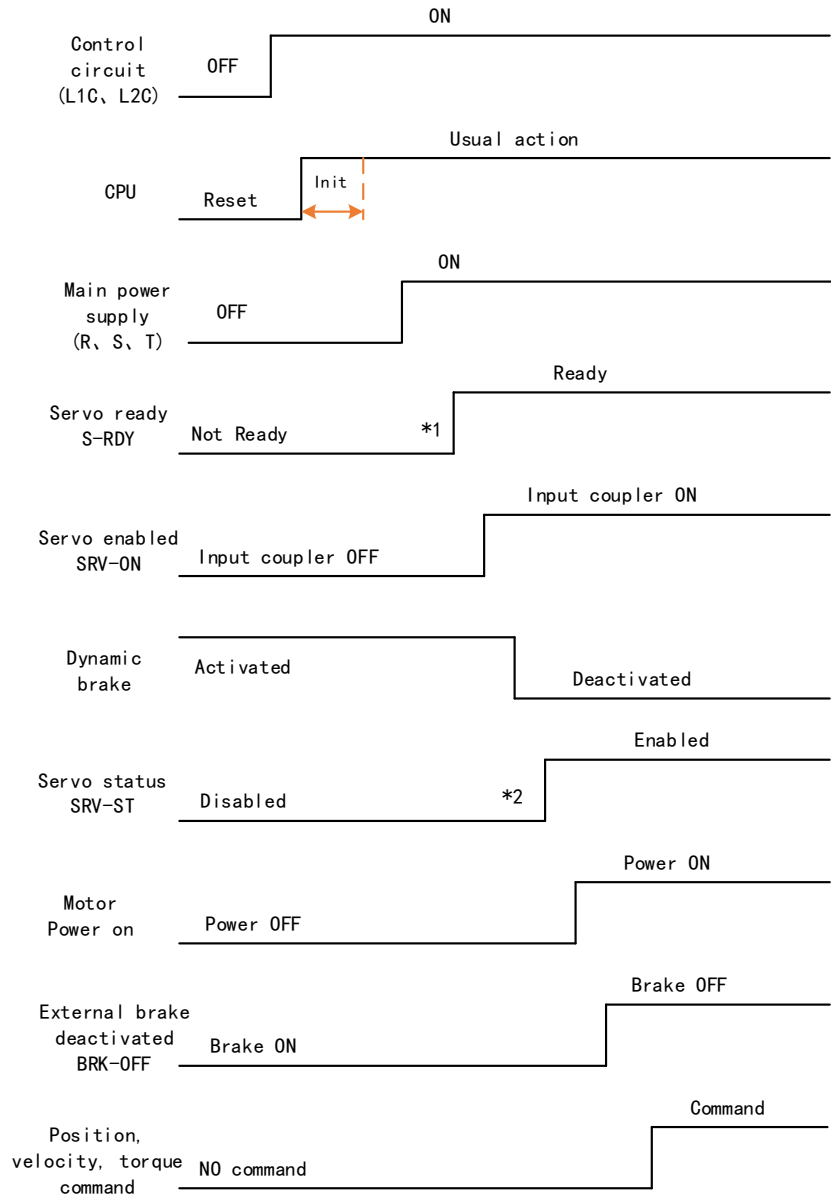 ON
Control
circuit
(L1C、L2C)
OFF
Usual action
CPU
Reset
Init
ON
Main power
supply
(R、S、T)
OFF
Ready
Servo ready
S-RDY
Not Ready
*1
Input coupler ON
Servo enabled
SRV-ON
Input coupler OFF
Dynamic
brake
Activated
Deactivated
Enabled
Servo status
SRV-ST
Disabled
*2
Power ON
Motor
Power on
Power OFF
Brake OFF
External brake
deactivated
BRK-OFF
Brake ON
Command
Position,
velocity, torque
command
NO command